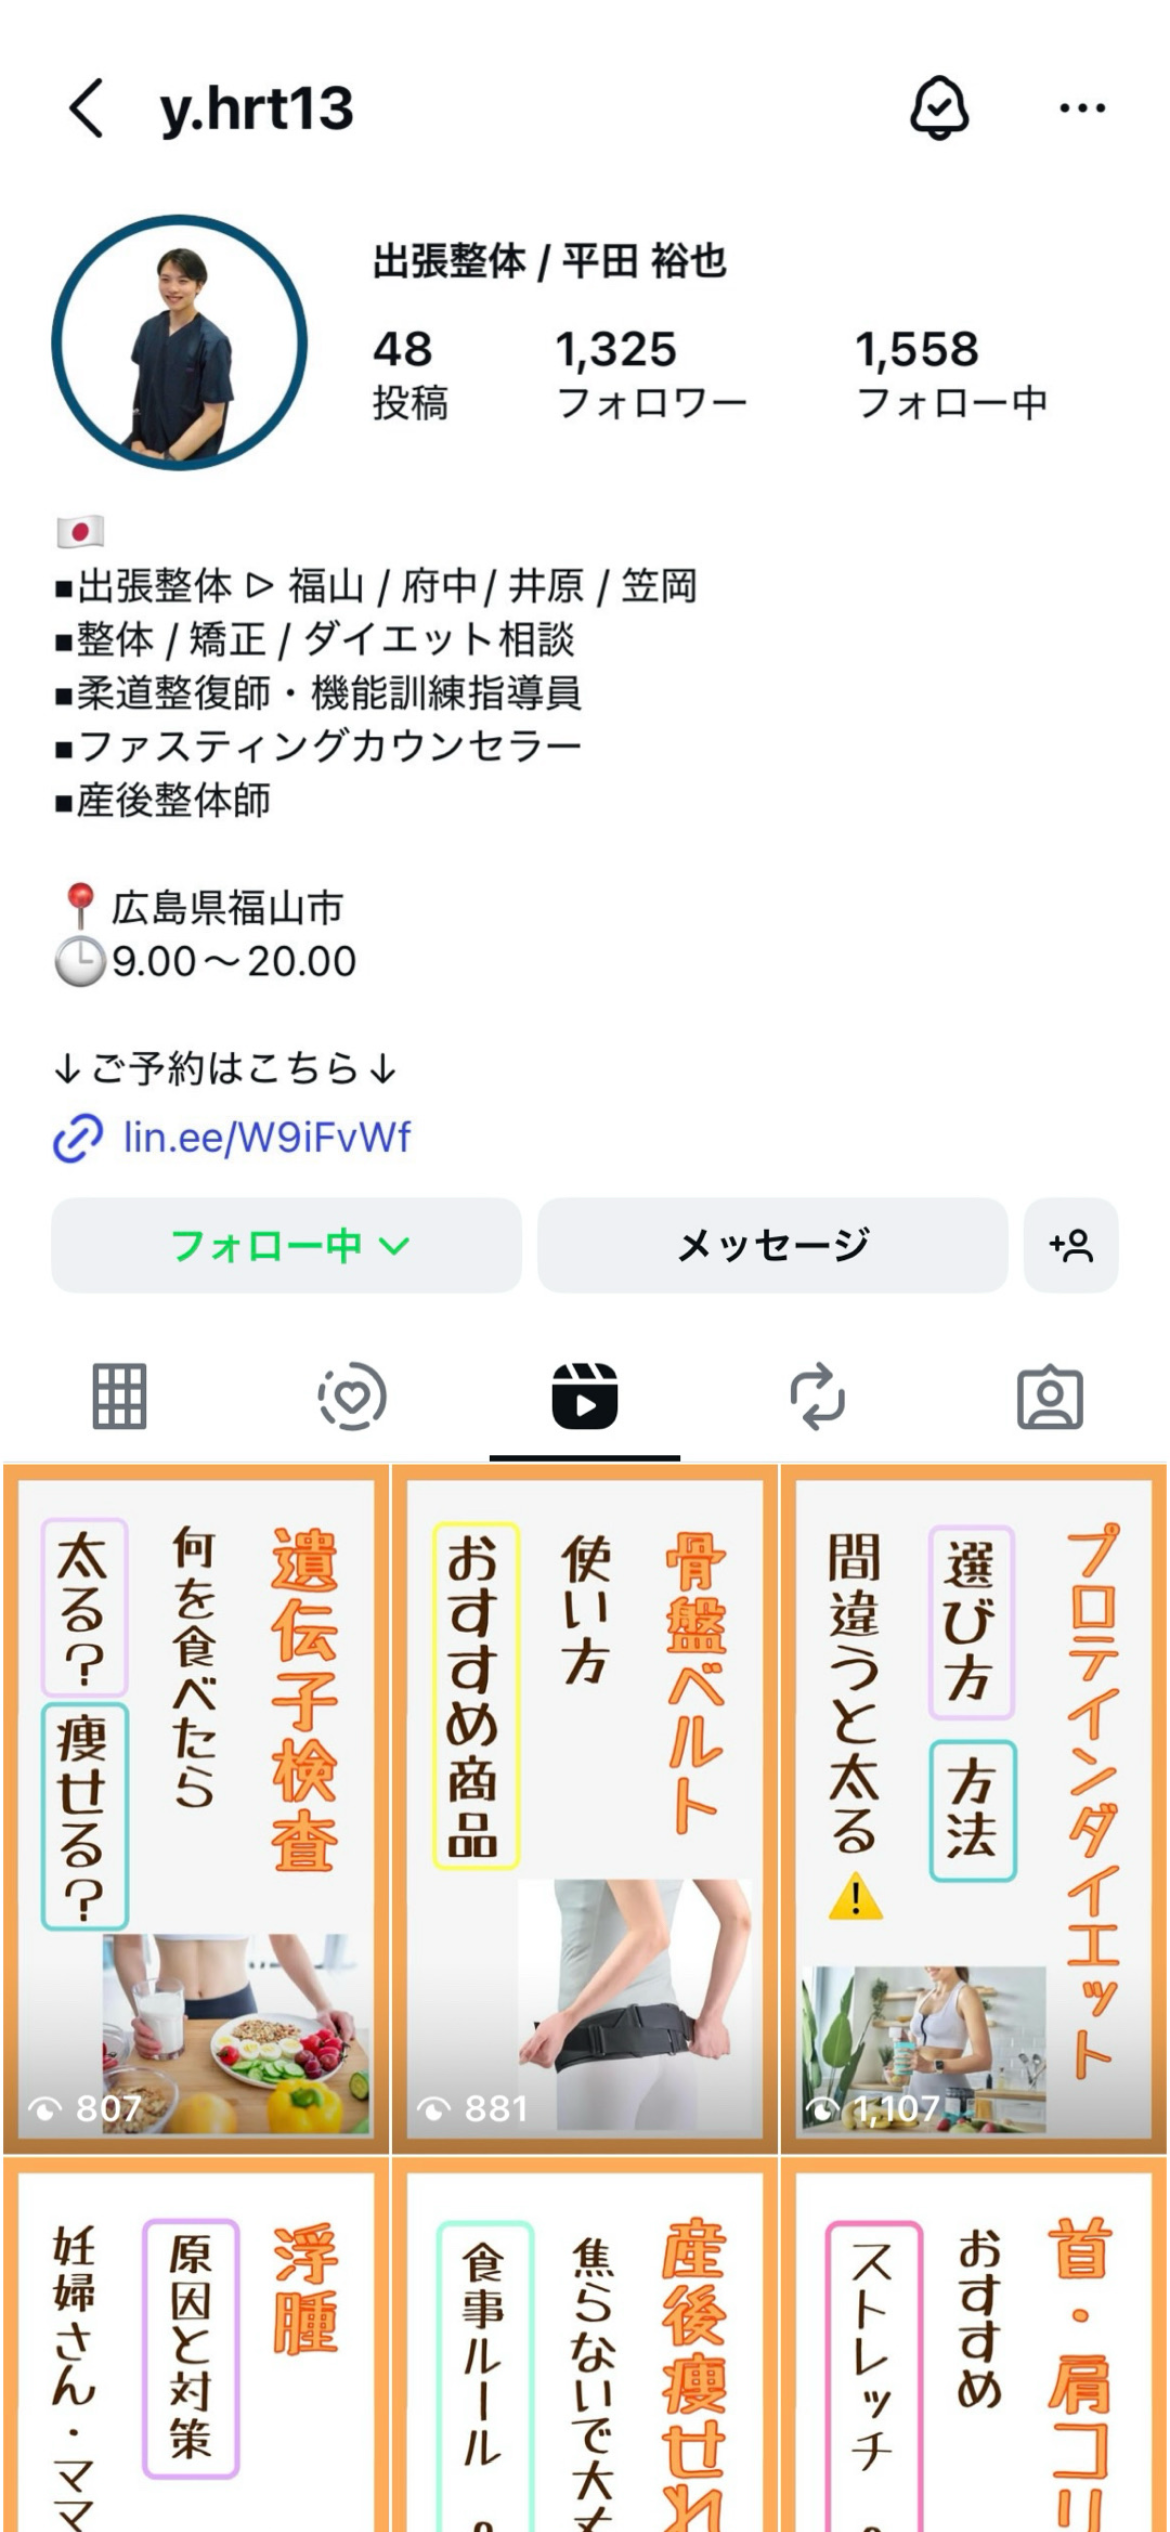 y.hrt13
出張整体 / 平田 裕也
48 1,325 1,558
投稿 フォロワー フォロー中
🇯🇵
■出張整体 ▷ 福山 / 府中/ 井原 / 笠岡
■整体 / 矯正 / ダイエット相談
■柔道整復師・機能訓練指導員
■ファスティングカウンセラー
■産後整体師
📍広島県福山市
🕒9.00〜20.00
↓ご予約はこちら↓
lin.ee/W9iFvWf
フォロー中
メッセージ
遺伝子検査
何を食べたら
太る?
痩せる?
807
骨盤ベルト
使い方
おすすめ商品
881
プロテインダイエット
選び方
方法
間違うと太る⚠️
1,107
浮腫
原因と対策
妊婦さん・ママ
産後痩せ
焦らないで大
食事ルール
首・肩コリ
おすすめ
ストレッチ